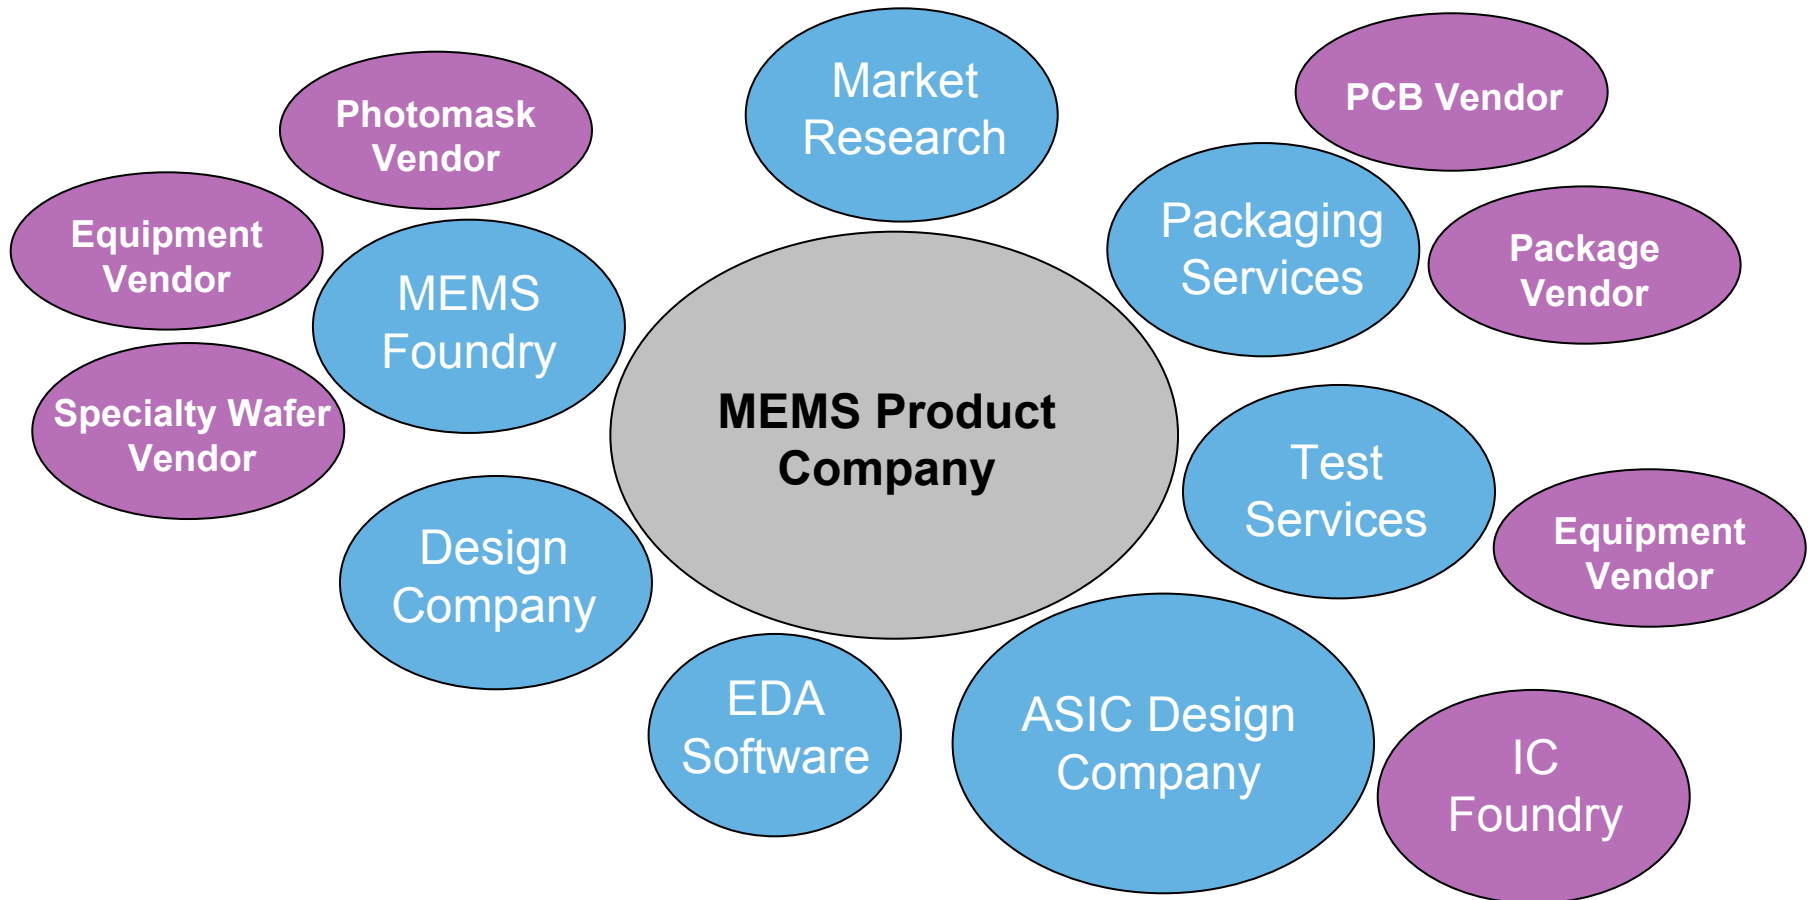 Market
Research
PCB Vendor
Photomask
Vendor
Packaging
Services
Equipment
Vendor
Package
Vendor
MEMS
Foundry
MEMS Product
Company
Specialty Wafer
Vendor
Test
Services
Equipment
Vendor
Design
Company
EDA
Software
ASIC Design
Company
IC
Foundry